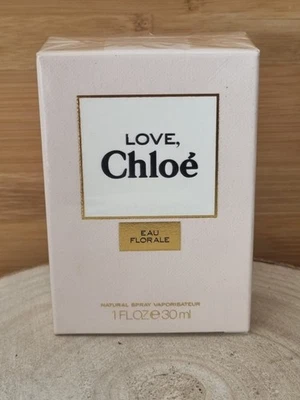 LOVE,
Chloé
EAU
FLORALE
NATURAL SPRAY VAPORISATEUR
1 FL OZ ℮ 30 ml